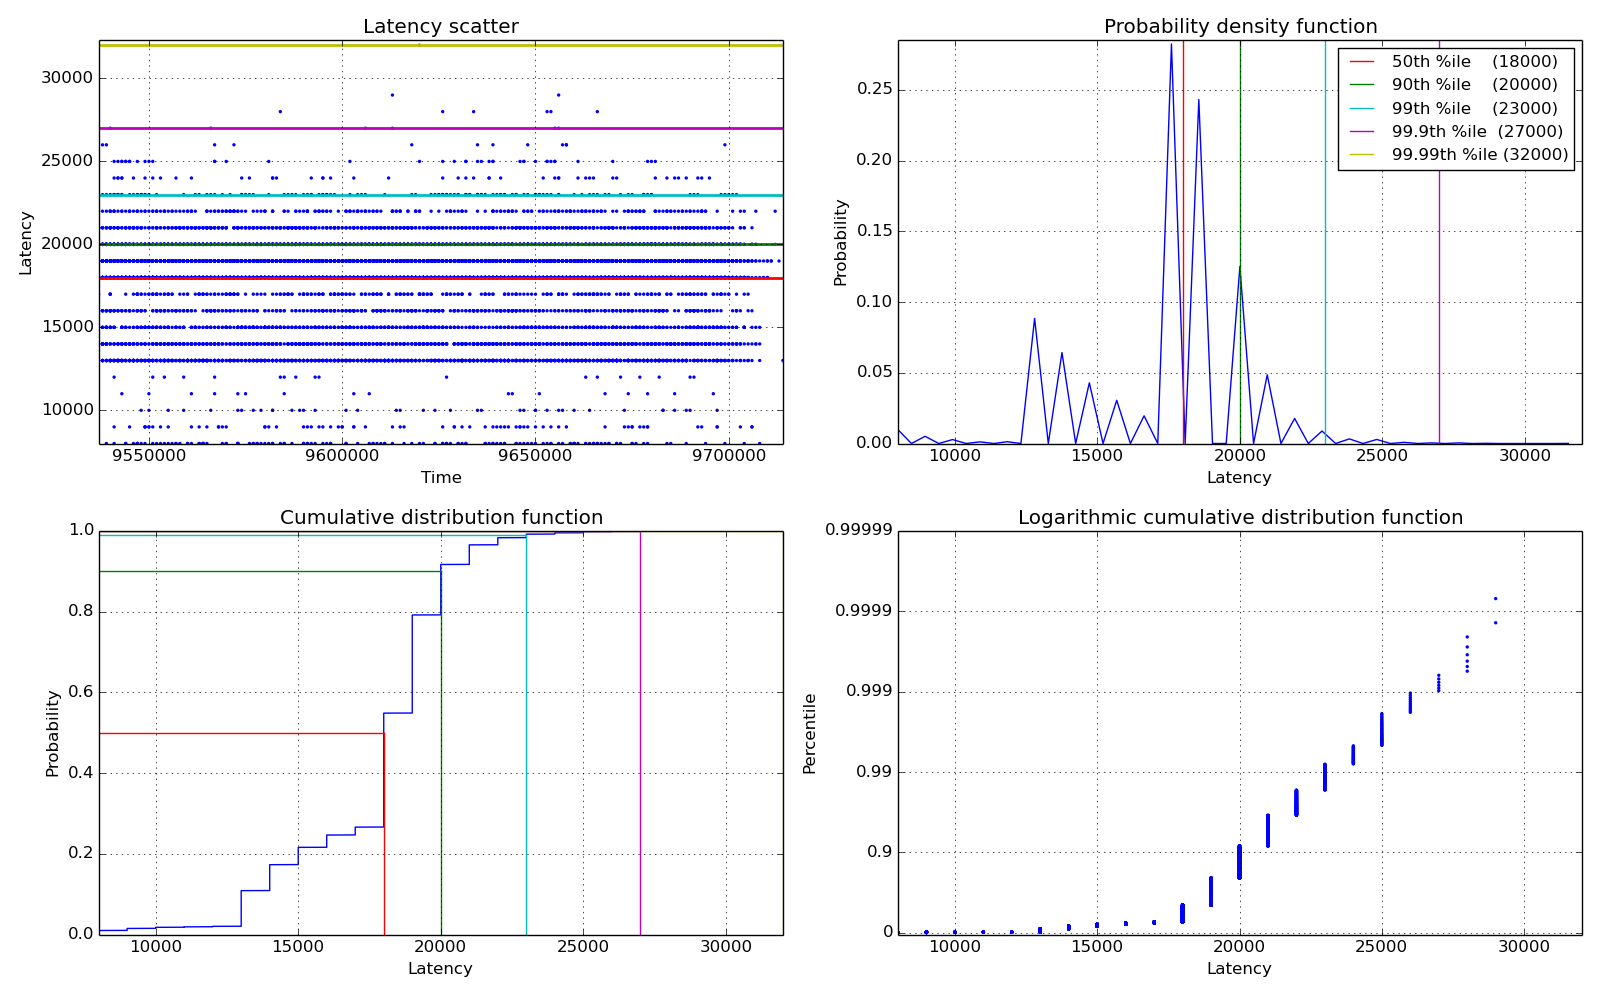 Latency scatter
30000
25000
20000
15000
10000
Latency
9550000 9600000 9650000 9700000
Time
Probability density function
0.25
0.20
0.15
0.10
0.05
0.00
Probability
50th %ile (18000)
90th %ile (20000)
99th %ile (23000)
99.9th %ile (27000)
99.99th %ile (32000)
10000 15000 20000 25000 30000
Latency
Cumulative distribution function
1.0
0.8
0.6
0.4
0.2
0.0
Probability
10000 15000 20000 25000 30000
Latency
Logarithmic cumulative distribution function
0.99999
0.9999
0.999
0.99
0.9
0
Percentile
10000 15000 20000 25000 30000
Latency